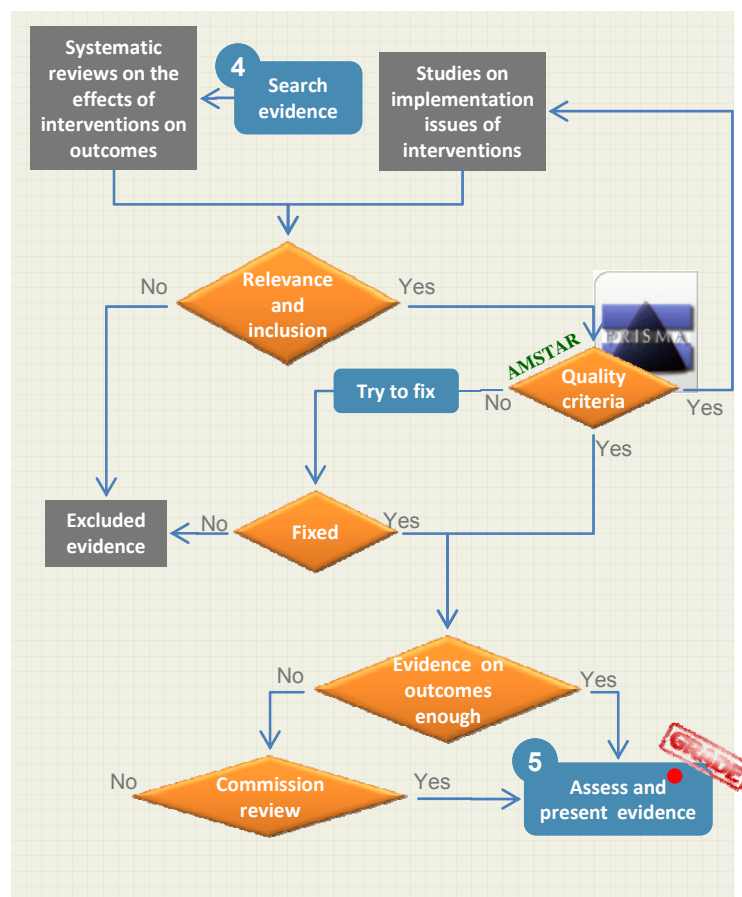 Systematic
reviews on the
effects of
interventions on
outcomes
4
Search
evidence
Studies on
implementation
issues of
interventions
No
Relevance
and
inclusion
Yes
PRISMA
AMSTAR
Try to fix
No
Quality
criteria
Yes
Yes
Excluded
evidence
No
Fixed
Yes
No
Evidence on
outcomes
enough
Yes
GRADE
No
Commission
review
Yes
5
Assess and
present evidence